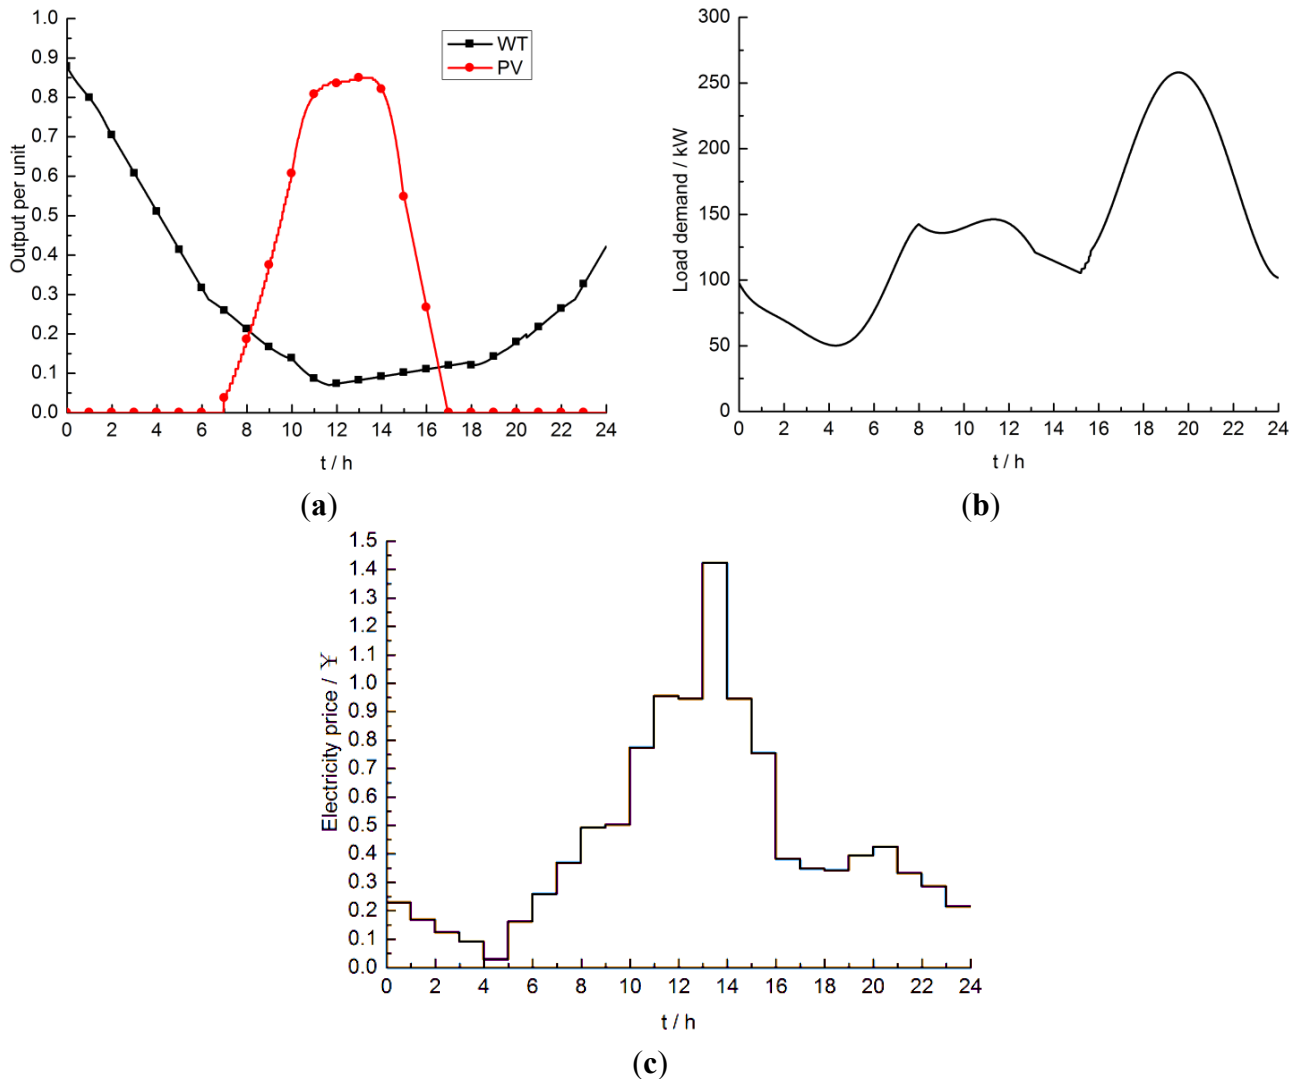 1.0
0.9
0.8
0.7
0.6
0.5
0.4
0.3
0.2
0.1
0.0
Output per unit
WT
PV
0 2 4 6 8 10 12 14 16 18 20 22 24
t / h
(a)
300
250
200
150
100
50
0
Load demand / kW
0 2 4 6 8 10 12 14 16 18 20 22 24
t / h
(b)
1.5
1.4
1.3
1.2
1.1
1.0
0.9
0.8
0.7
0.6
0.5
0.4
0.3
0.2
0.1
0.0
Electricity price / ¥
0 2 4 6 8 10 12 14 16 18 20 22 24
t / h
(c)